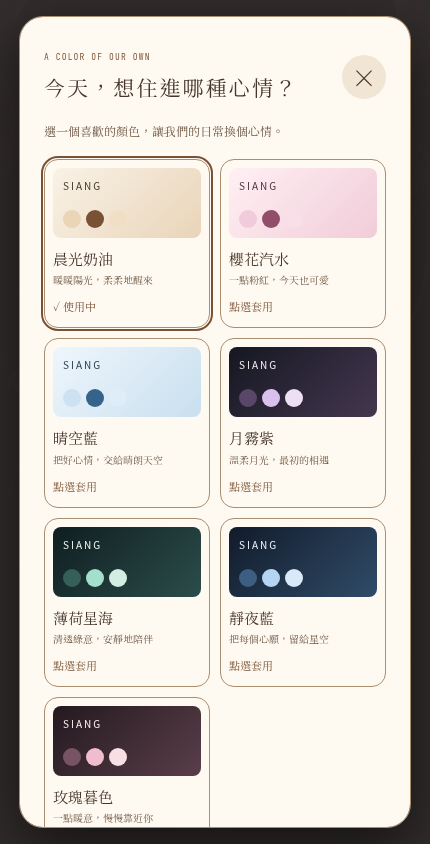 A COLOR OF OUR OWN
今天，想住進哪種心情？
選一個喜歡的顏色，讓我們的日常換個心情。
SIANG
晨光奶油
暖暖陽光，柔柔地醒來
✓ 使用中
SIANG
櫻花汽水
一點粉紅，今天也可愛
點選套用
SIANG
晴空藍
把好心情，交給晴朗天空
點選套用
SIANG
月霧紫
溫柔月光，最初的相遇
點選套用
SIANG
薄荷星海
清透綠意，安靜地陪伴
點選套用
SIANG
靜夜藍
把每個心願，留給星空
點選套用
SIANG
玫瑰暮色
一點暖意，慢慢靠近你